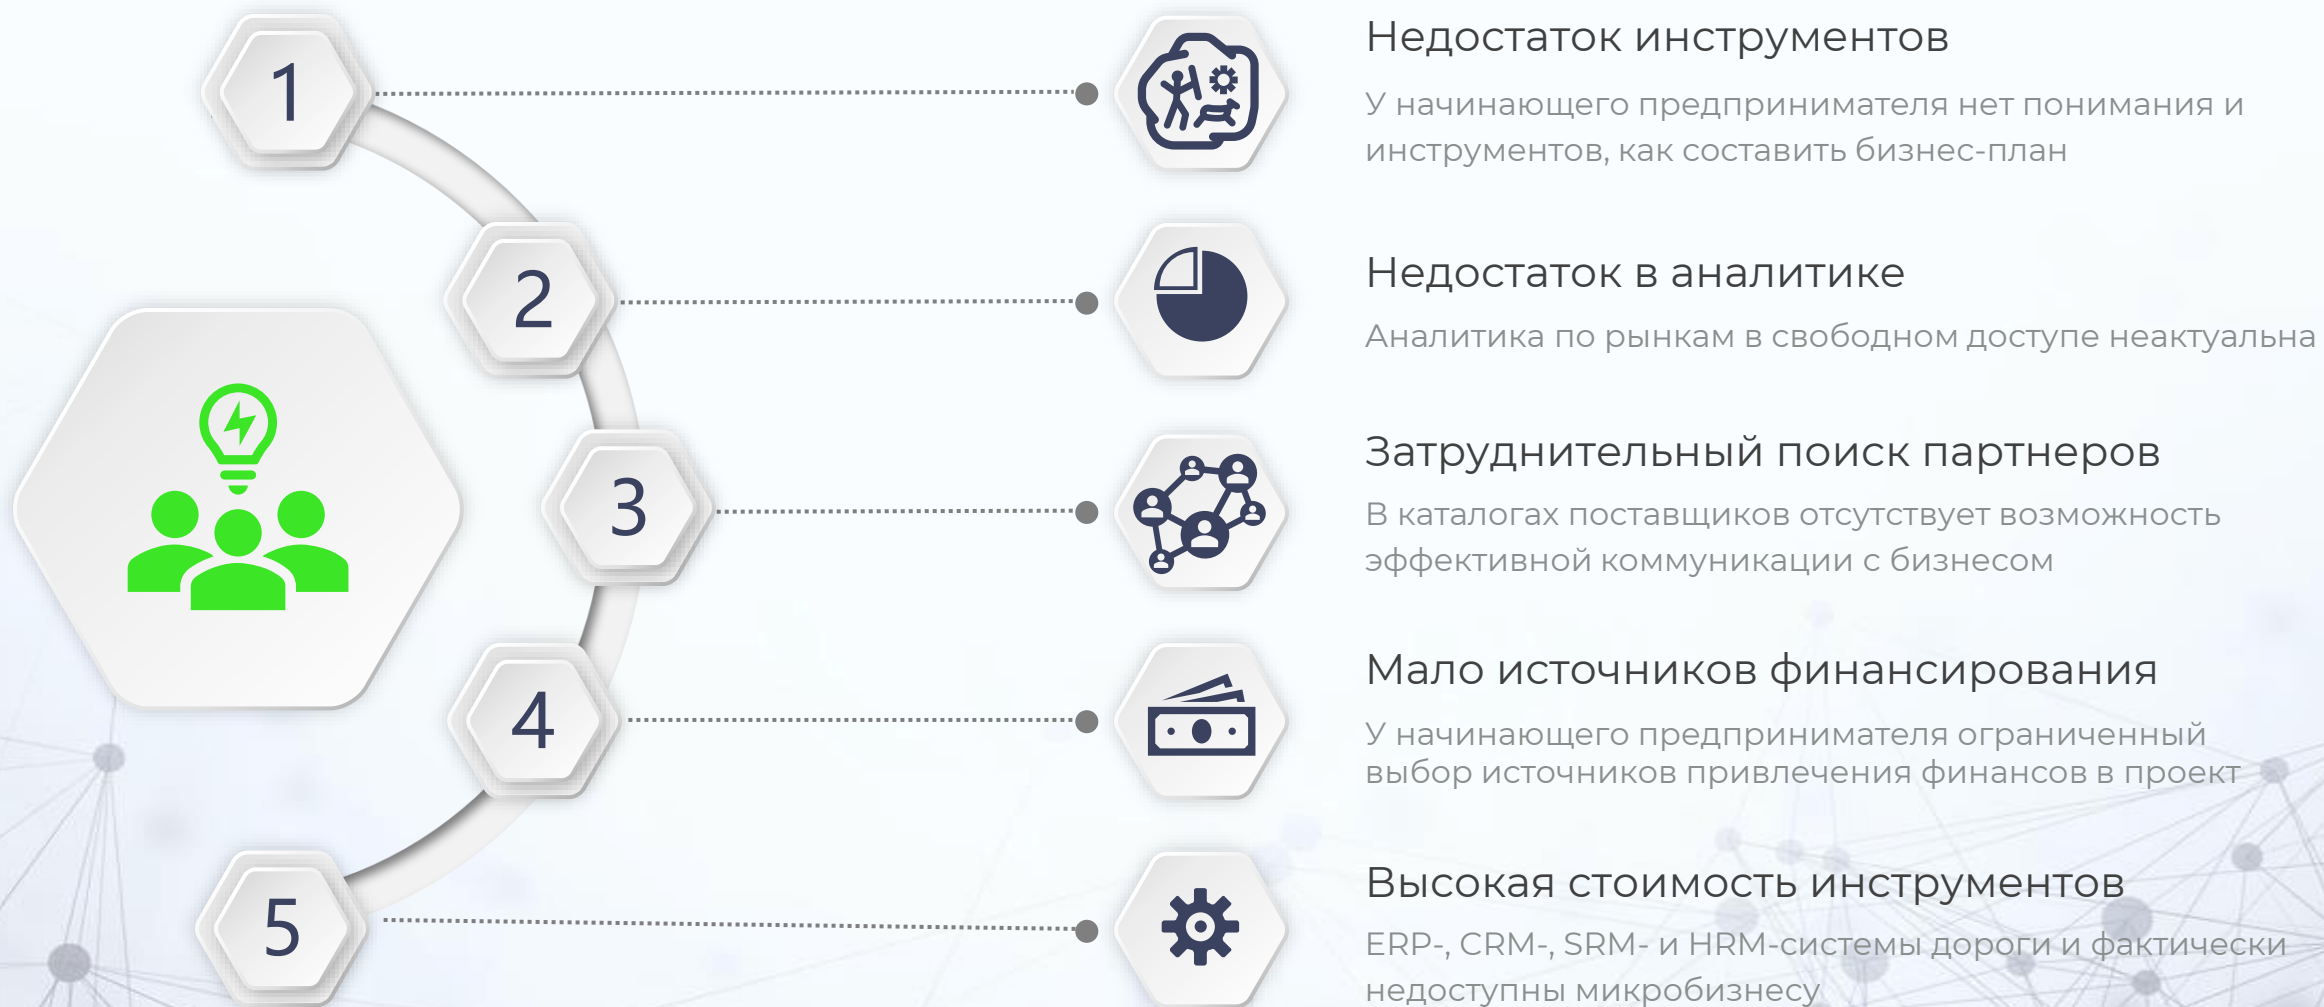 1
Недостаток инструментов
У начинающего предпринимателя нет понимания и
инструментов, как составить бизнес-план
2
Недостаток в аналитике
Аналитика по рынкам в свободном доступе неактуальна
3
Затруднительный поиск партнеров
В каталогах поставщиков отсутствует возможность
эффективной коммуникации с бизнесом
4
Мало источников финансирования
У начинающего предпринимателя ограниченный
выбор источников привлечения финансов в проект
5
Высокая стоимость инструментов
ERP-, CRM-, SRM- и HRM-системы дороги и фактически
недоступны микробизнесу